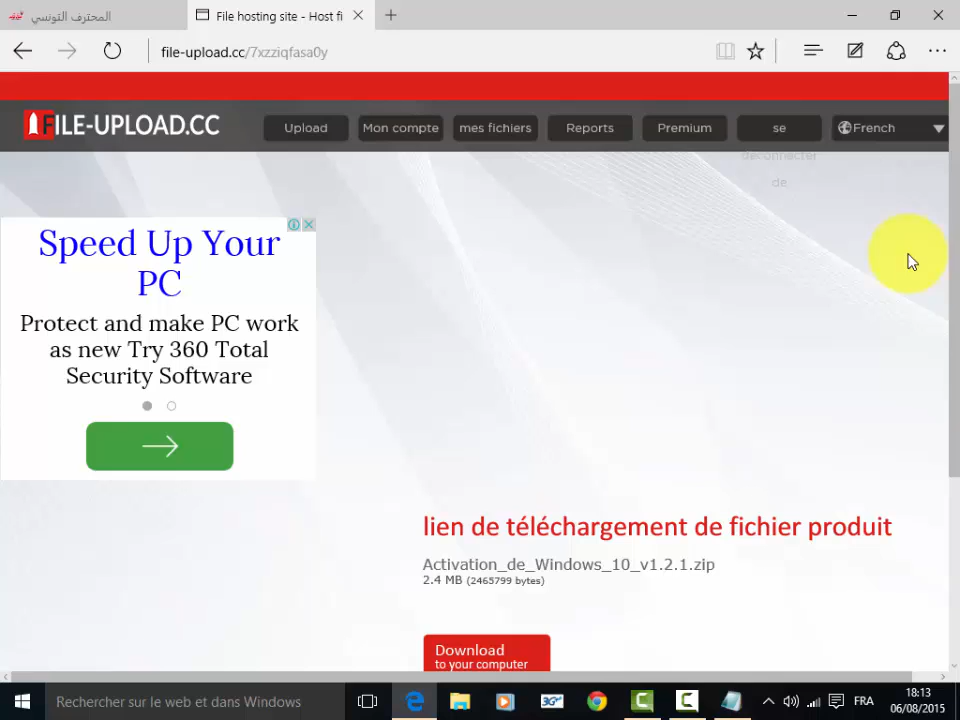 المحترف التونسي
File hosting site - Host fi
file-upload.cc/7xzziqfasa0y
FILE-UPLOAD.CC
Upload
Mon compte
mes fichiers
Reports
Premium
se
déconnecter
de
French
Speed Up Your
PC
Protect and make PC work
as new Try 360 Total
Security Software
lien de téléchargement de fichier produit
Activation_de_Windows_10_v1.2.1.zip
2.4 MB (2465799 bytes)
Download
to your computer
Rechercher sur le web et dans Windows
3G+
FRA
18:13
06/08/2015